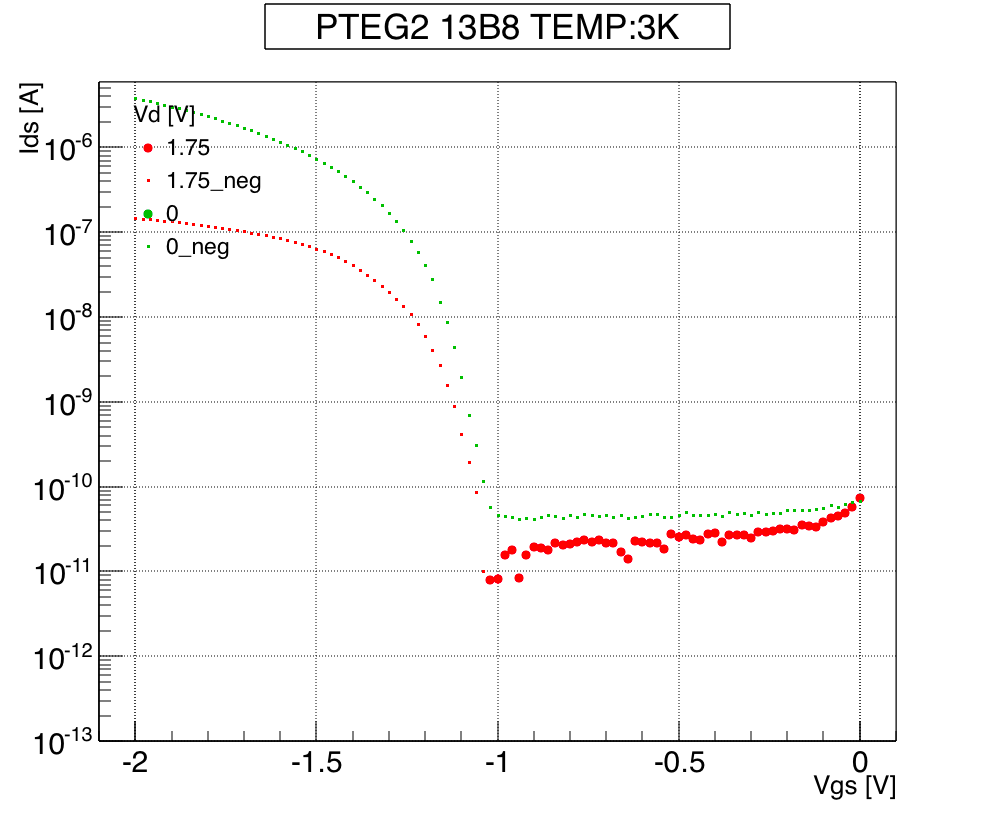 PTEG2 13B8 TEMP:3K
Ids [A]
Vd [V]
1.75
1.75_neg
0
0_neg
10-6
10-7
10-8
10-9
10-10
10-11
10-12
10-13
-2 -1.5 -1 -0.5 0
Vgs [V]